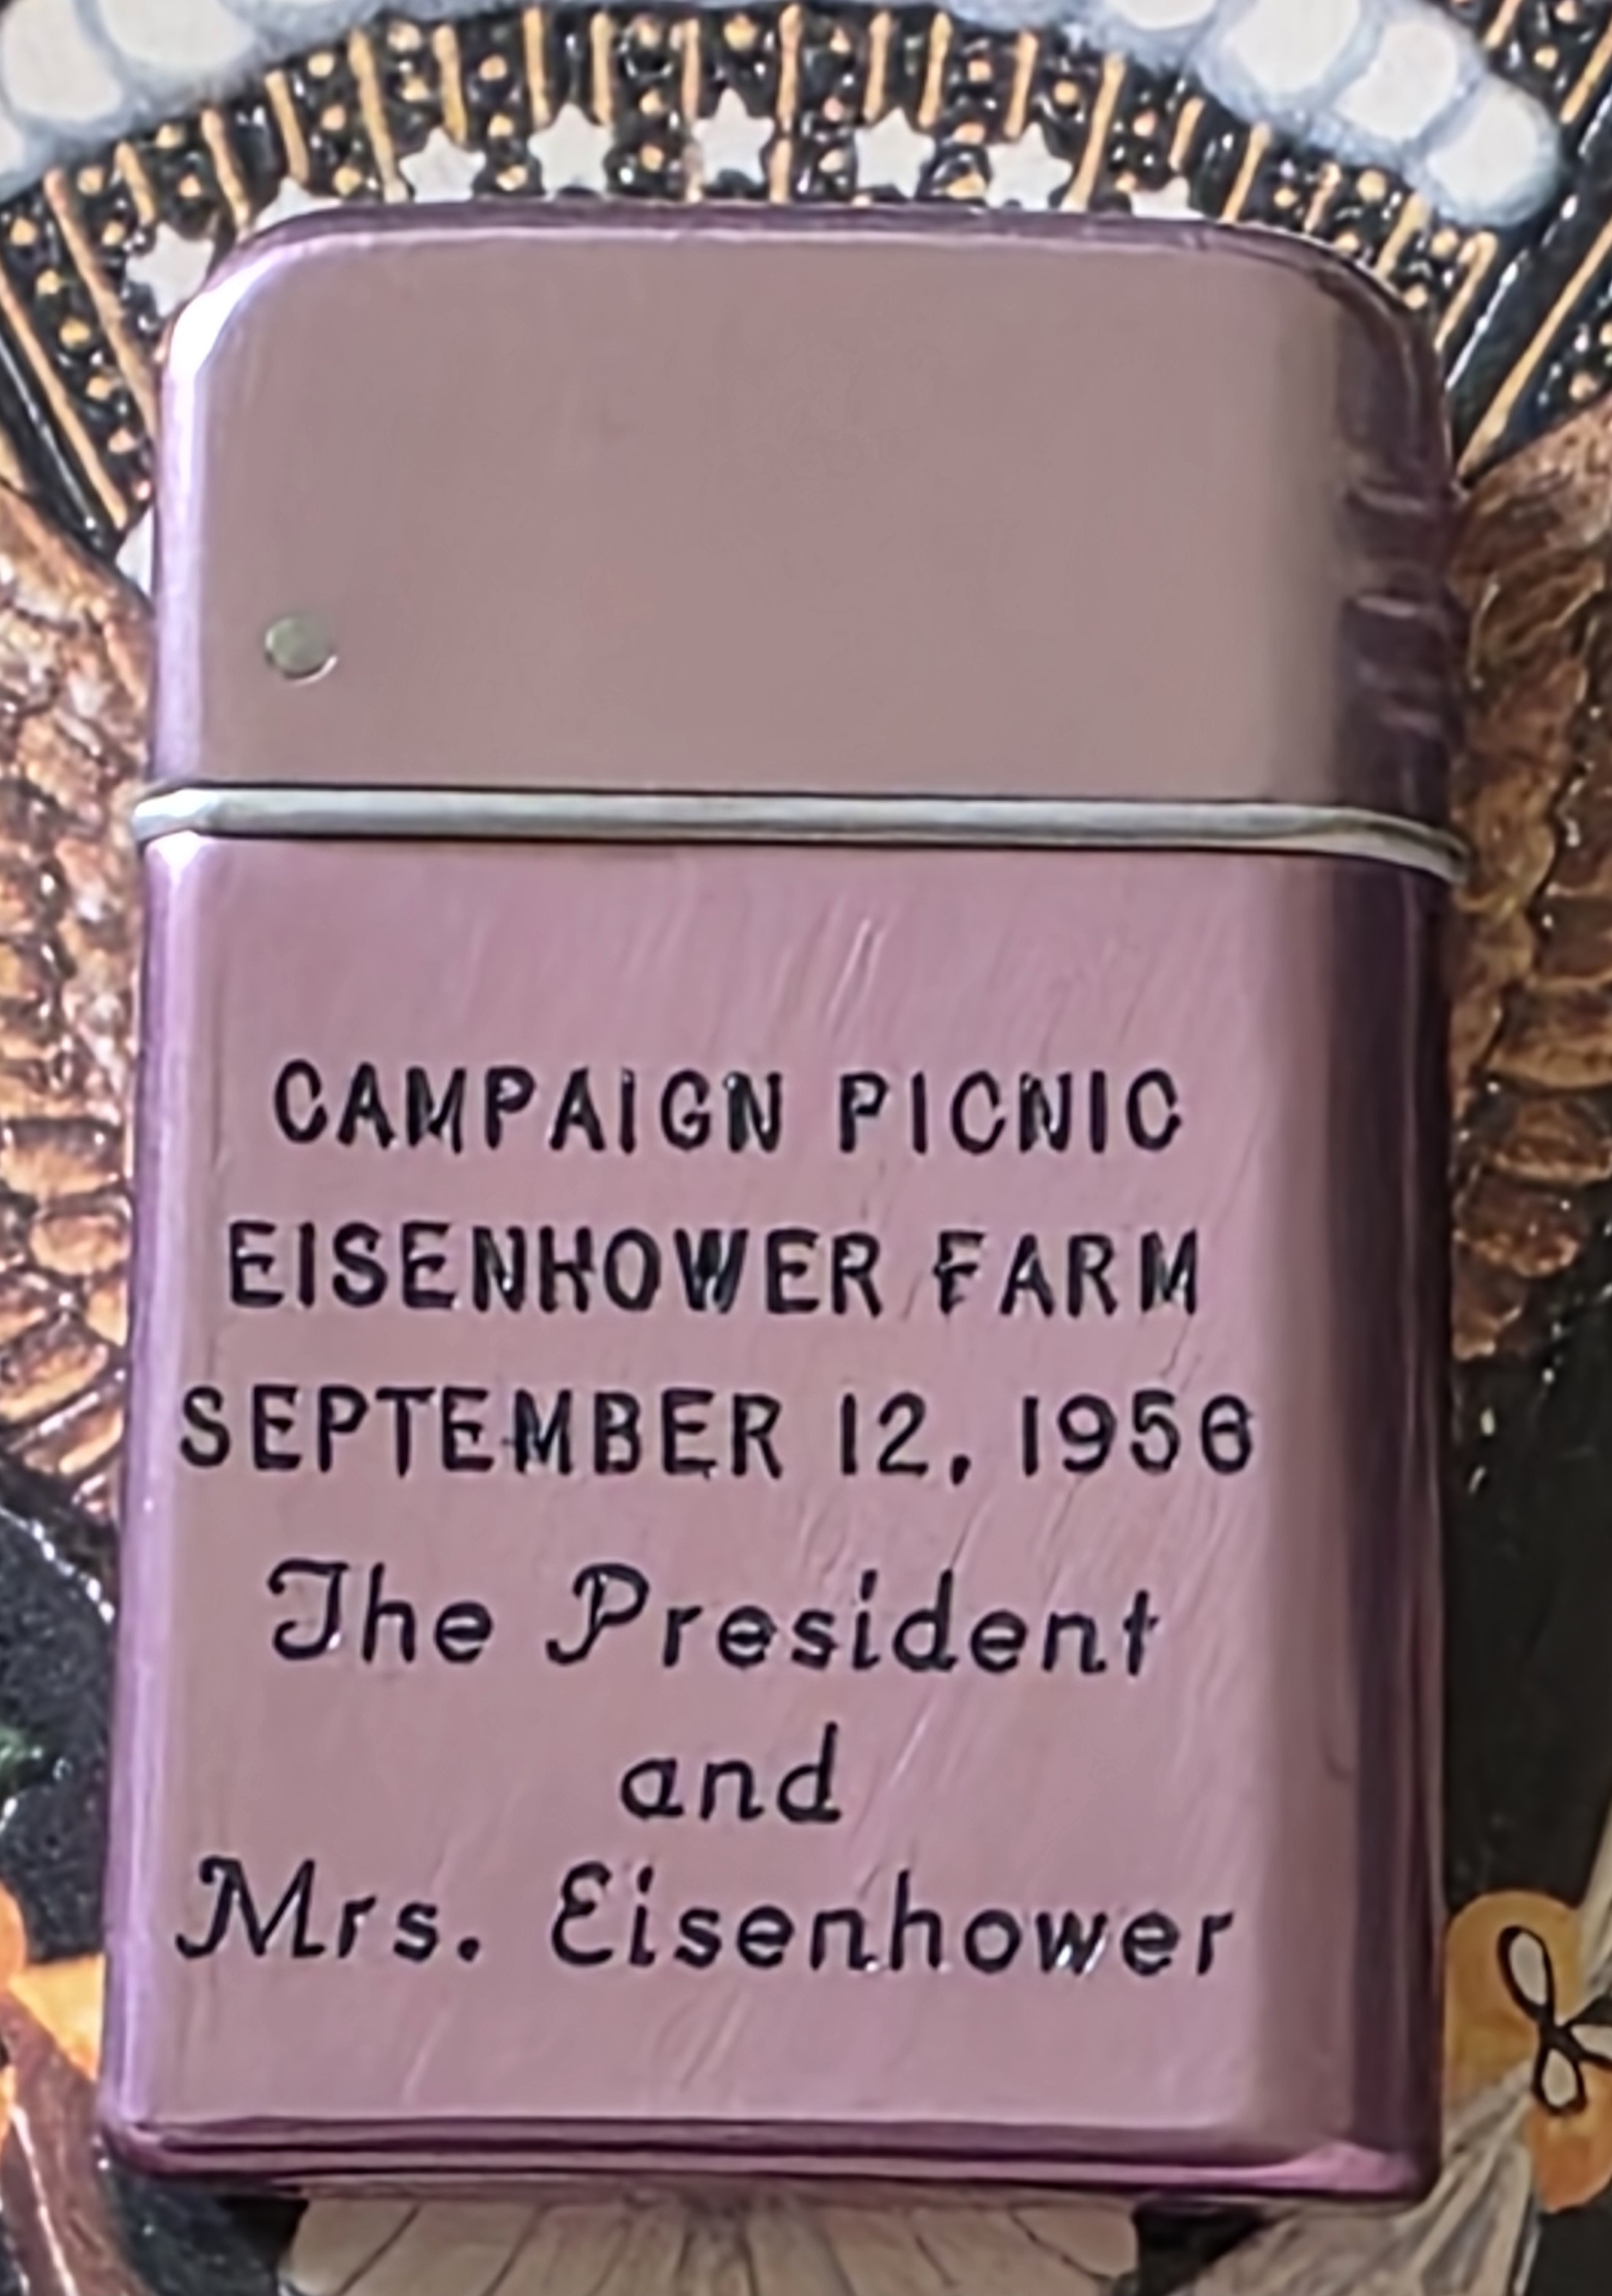 CAMPAIGN PICNIC
EISENHOWER FARM
SEPTEMBER 12, 1956
The President
and
Mrs. Eisenhower